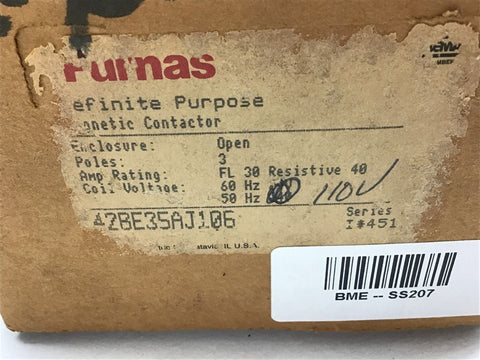 Furnas
efinite Purpose
gnetic Contactor
Enclosure: Open
Poles: 3
Amp Rating: FL 30 Resistive 40
Coil Voltage: 60 Hz 110V
50 Hz
42BE35AJ106 Series
I#451
IL U.S.A.
BME -- SS207